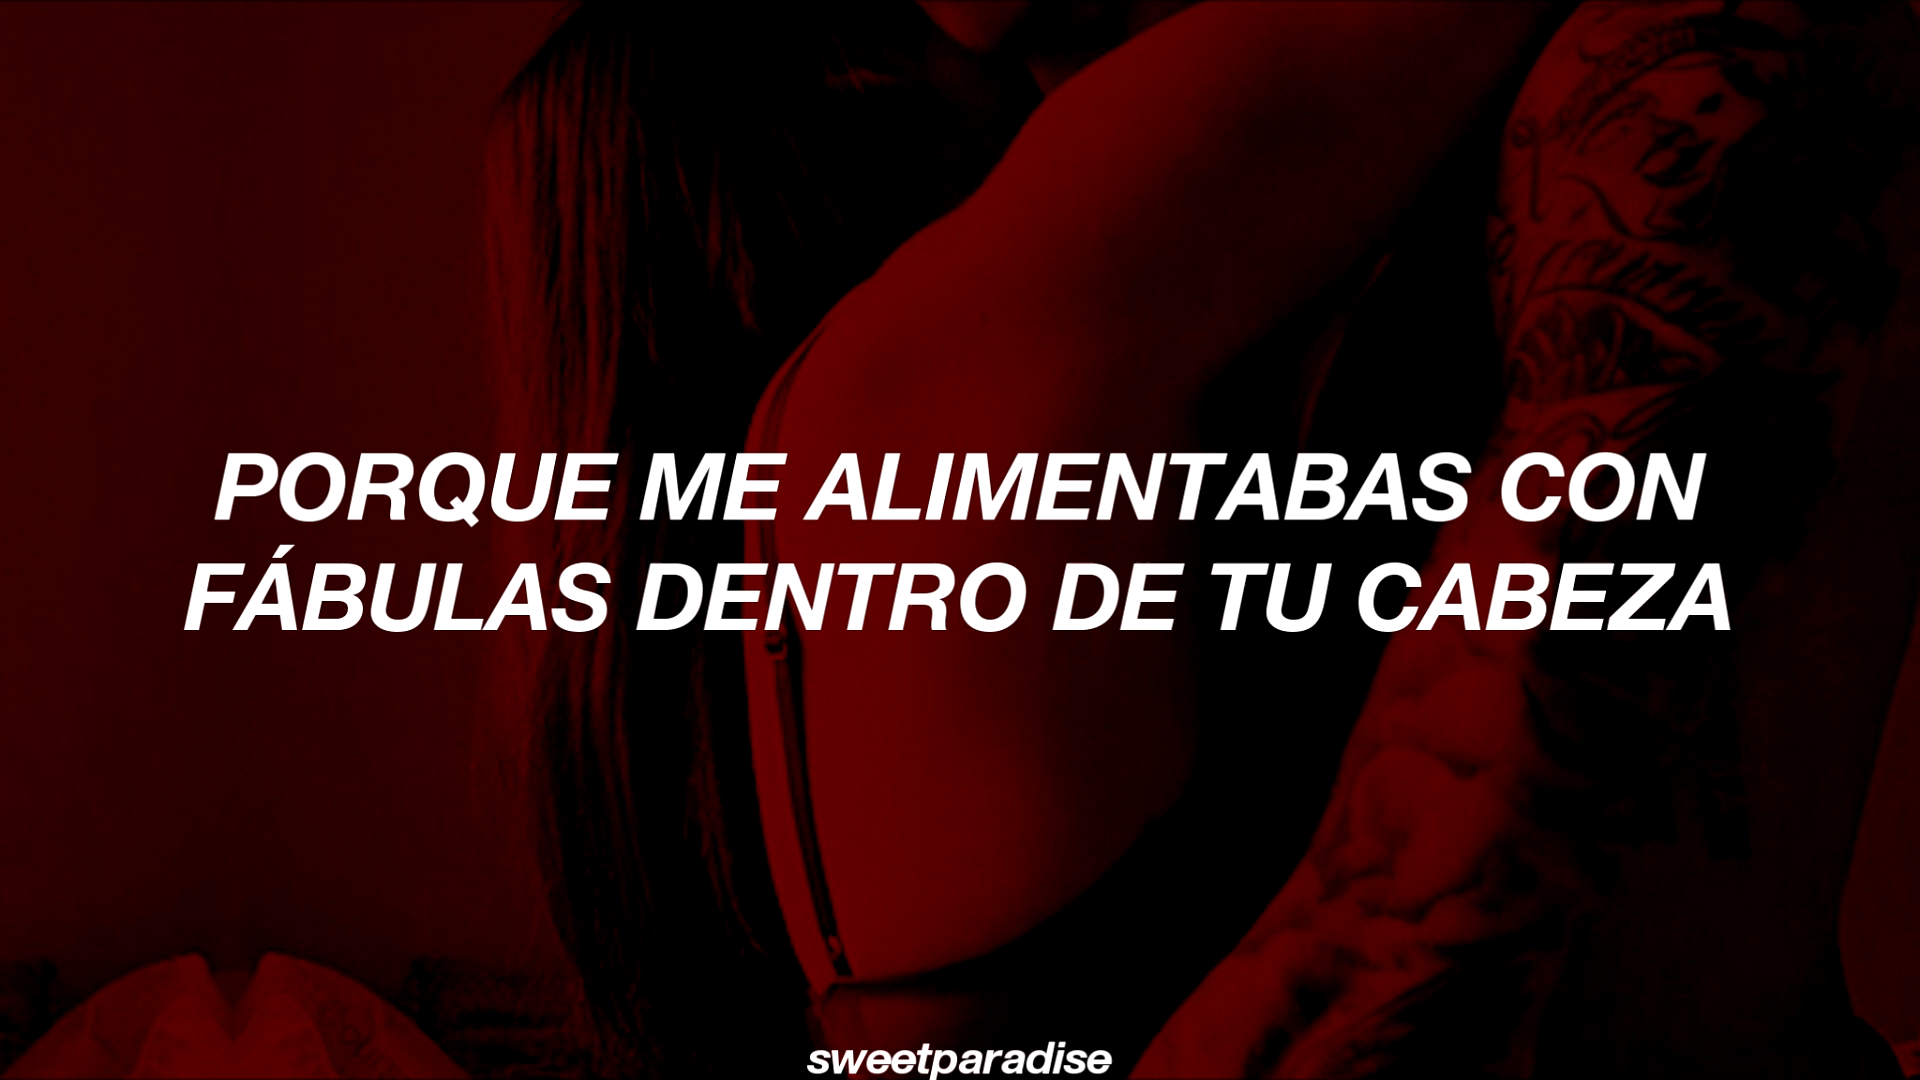 PORQUE ME ALIMENTABAS CON
FÁBULAS DENTRO DE TU CABEZA
sweetparadise